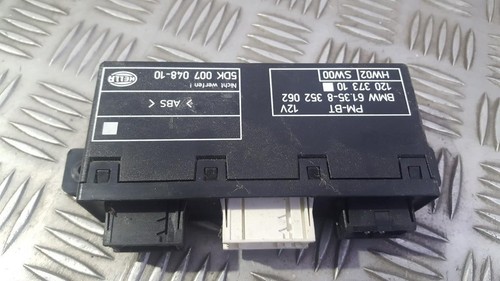 PM-BT 12V
BMW 61.35-8 352 062
120 373 10
HW02 SW00
> ABS <
Nicht werfen !
5DK 007 048-10
HELLA